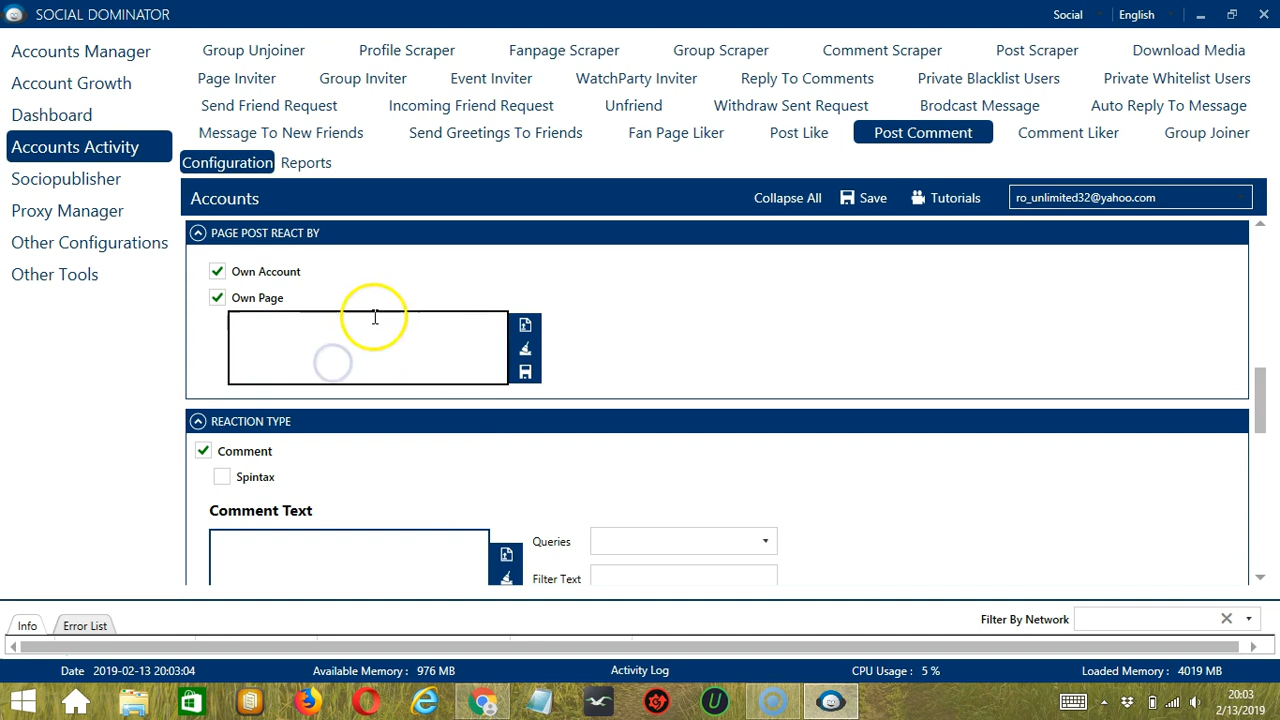 SOCIAL DOMINATOR Social English
Accounts Manager
Account Growth
Dashboard
Accounts Activity
Sociopublisher
Proxy Manager
Other Configurations
Other Tools
Group Unjoiner Profile Scraper Fanpage Scraper Group Scraper Comment Scraper Post Scraper Download Media
Page Inviter Group Inviter Event Inviter WatchParty Inviter Reply To Comments Private Blacklist Users Private Whitelist Users
Send Friend Request Incoming Friend Request Unfriend Withdraw Sent Request Brodcast Message Auto Reply To Message
Message To New Friends Send Greetings To Friends Fan Page Liker Post Like Post Comment Comment Liker Group Joiner
Configuration Reports
Accounts Collapse All Save Tutorials ro_unlimited32@yahoo.com
PAGE POST REACT BY
Own Account
Own Page
REACTION TYPE
Comment
Spintax
Comment Text
Queries
Filter Text
Info Error List Filter By Network
Date 2019-02-13 20:03:04 Available Memory : 976 MB Activity Log CPU Usage : 5 % Loaded Memory : 4019 MB
20:03
2/13/2019